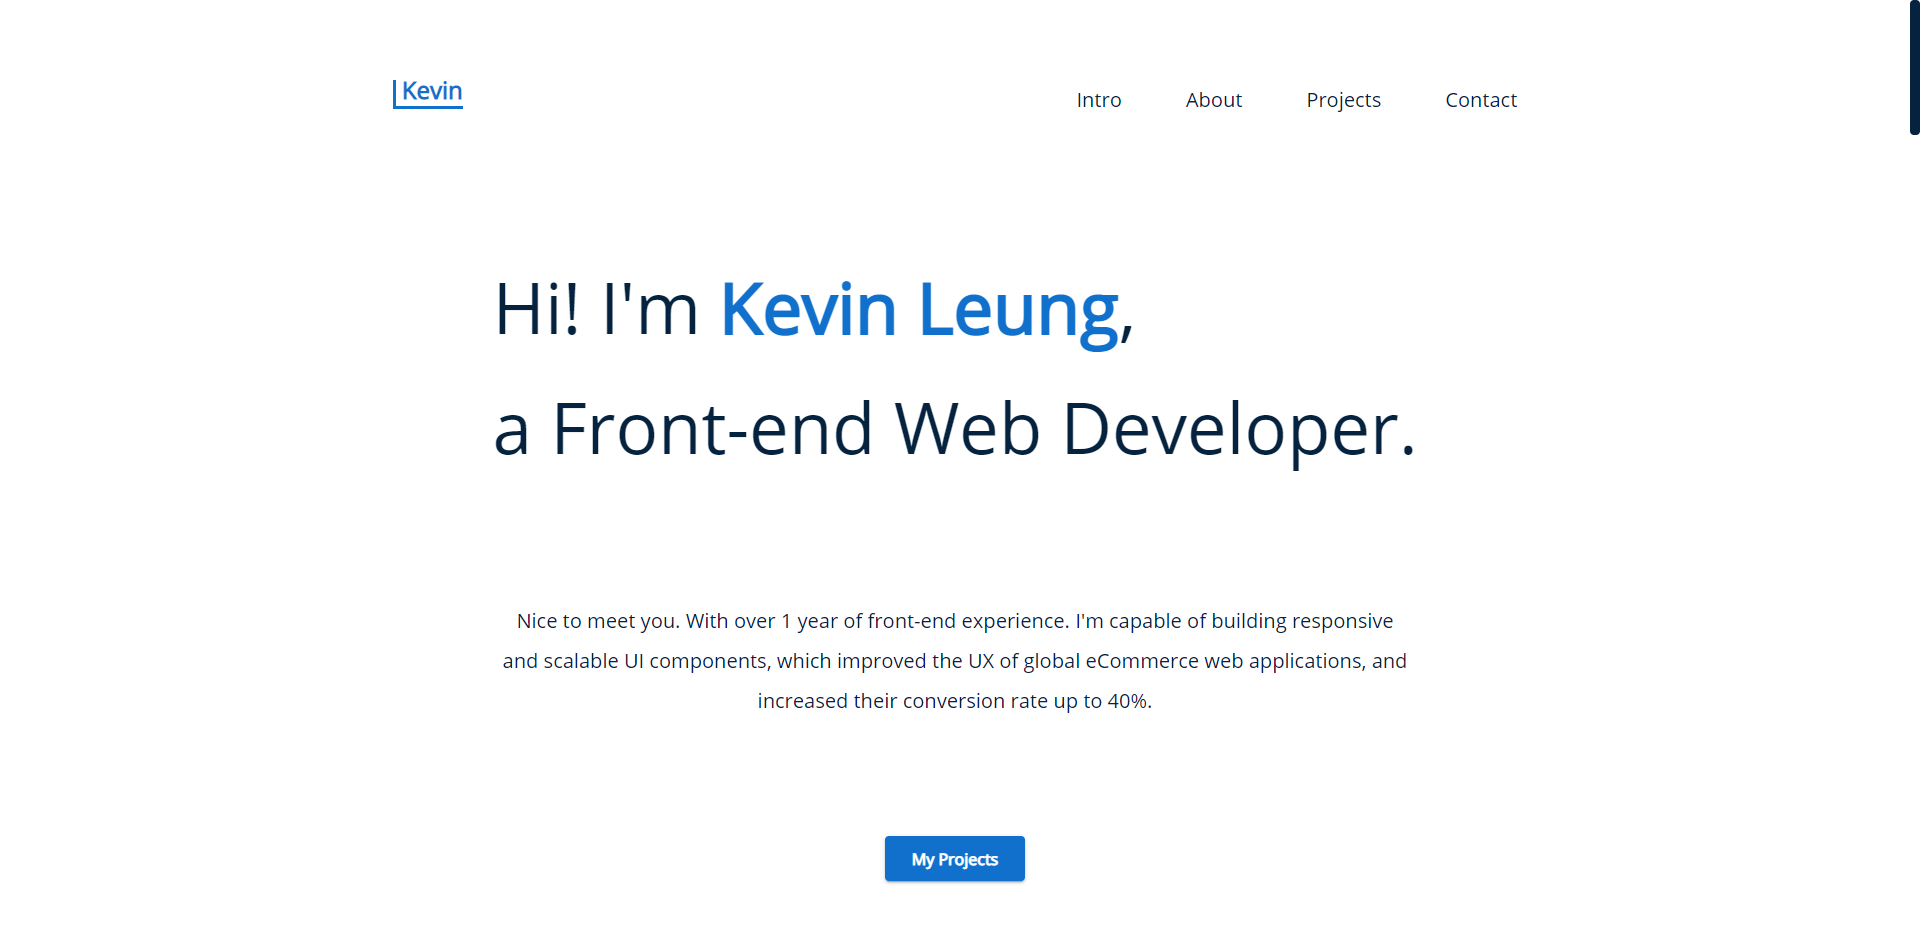 Kevin
Intro About Projects Contact
Hi! I'm Kevin Leung,
a Front-end Web Developer.
Nice to meet you. With over 1 year of front-end experience. I'm capable of building responsive
and scalable UI components, which improved the UX of global eCommerce web applications, and
increased their conversion rate up to 40%.
My Projects